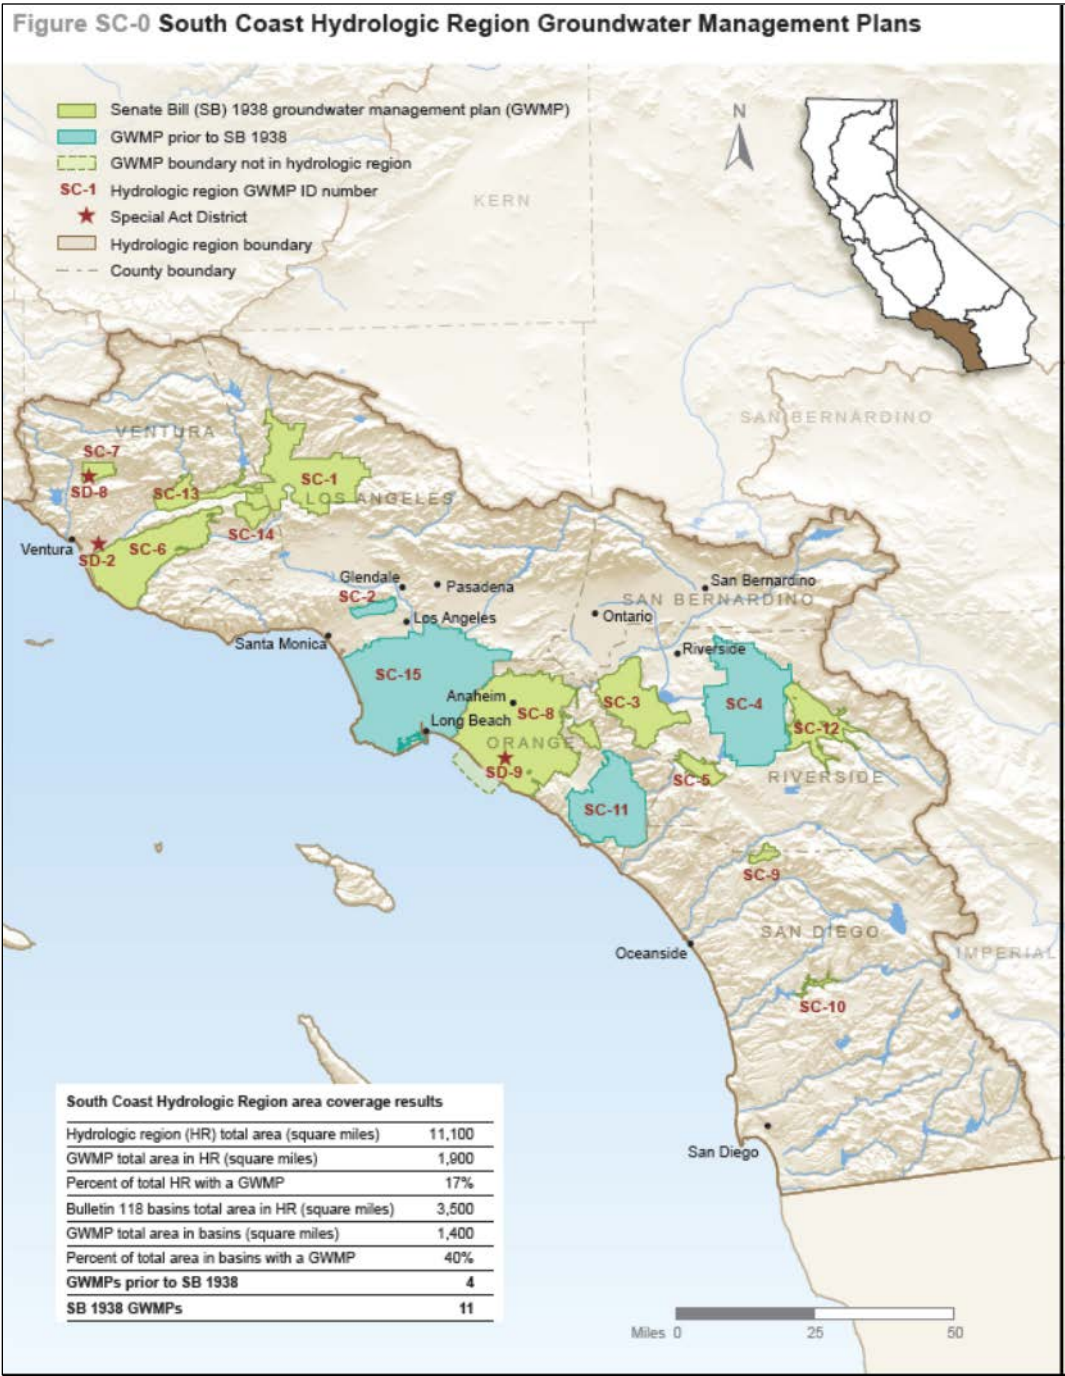 Figure SC-0 South Coast Hydrologic Region Groundwater Management Plans
Senate Bill (SB) 1938 groundwater management plan (GWMP)
GWMP prior to SB 1938
GWMP boundary not in hydrologic region
SC-1 Hydrologic region GWMP ID number
Special Act District
Hydrologic region boundary
County boundary
N
KERN
SAN BERNARDINO
VENTURA
SC-7
SD-8
SC-13
SC-1
LOS ANGELES
SC-14
Ventura
SD-2
SC-6
Glendale
Pasadena
SC-2
Los Angeles
San Bernardino
SAN BERNARDINO
Ontario
Santa Monica
Riverside
SC-15
Anaheim
SC-8
SC-3
SC-4
Long Beach
SC-12
ORANGE
SD-9
SC-5
RIVERSIDE
SC-11
SC-9
SAN DIEGO
Oceanside
IMPERIAL
SC-10
San Diego
South Coast Hydrologic Region area coverage results
Hydrologic region (HR) total area (square miles) 11,100
GWMP total area in HR (square miles) 1,900
Percent of total HR with a GWMP 17%
Bulletin 118 basins total area in HR (square miles) 3,500
GWMP total area in basins (square miles) 1,400
Percent of total area in basins with a GWMP 40%
GWMPs prior to SB 1938 4
SB 1938 GWMPs 11
Miles 0 25 50